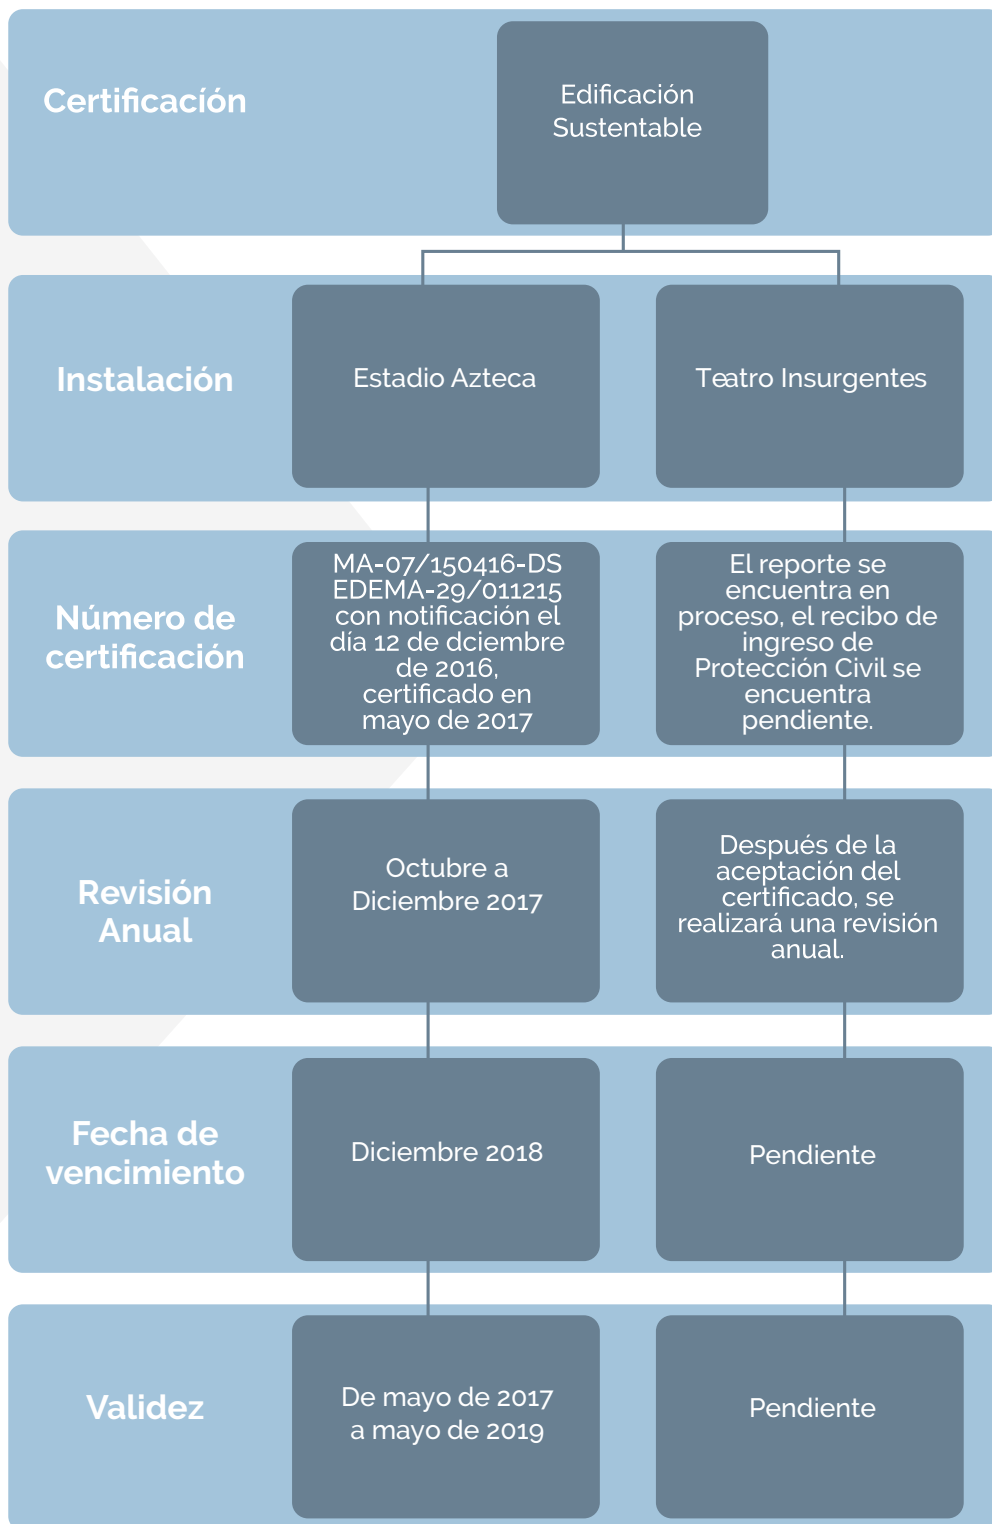 Certificacíón
Edificación
Sustentable
Instalación
Estadio Azteca
Teatro Insurgentes
Número de
certificación
MA-07/150416-DS
EDEMA-29/011215
con notificación el
día 12 de dciembre
de 2016,
certificado en
mayo de 2017
El reporte se
encuentra en
proceso, el recibo de
ingreso de
Protección Civil se
encuentra
pendiente.
Revisión
Anual
Octubre a
Diciembre 2017
Después de la
aceptación del
certificado, se
realizará una revisión
anual.
Fecha de
vencimiento
Diciembre 2018
Pendiente
Validez
De mayo de 2017
a mayo de 2019
Pendiente